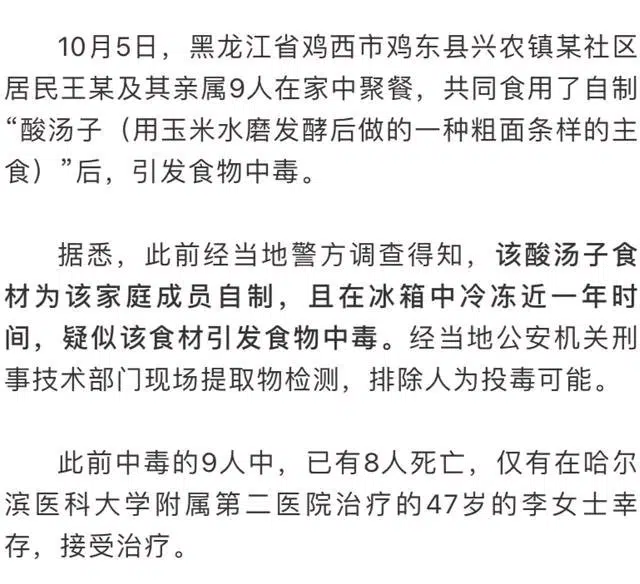 10月5日，黑龙江省鸡西市鸡东县兴农镇某社区
居民王某及其亲属9人在家中聚餐，共同食用了自制
“酸汤子（用玉米水磨发酵后做的一种粗面条样的主
食）”后，引发食物中毒。
据悉，此前经当地警方调查得知，该酸汤子食
材为该家庭成员自制，且在冰箱中冷冻近一年时
间，疑似该食材引发食物中毒。经当地公安机关刑
事技术部门现场提取物检测，排除人为投毒可能。
此前中毒的9人中，已有8人死亡，仅有在哈尔
滨医科大学附属第二医院治疗的47岁的李女士幸
存，接受治疗。